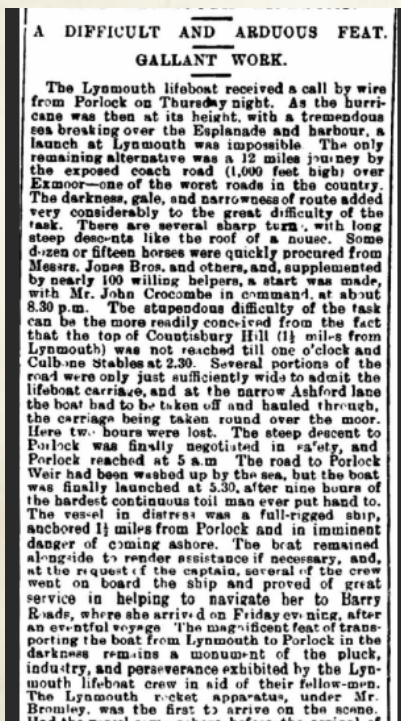 A DIFFICULT AND ARDUOUS FEAT.
GALLANT WORK.
The Lynmouth lifeboat received a call by wire
from Porlock on Thursday night. As the hurri-
cane was then at its height, with a tremendous
sea breaking over the Esplanade and harbour, a
launch at Lynmouth was impossible. The only
remaining alternative was a 12 miles journey by
the exposed coach road (1,000 feet high) over
Exmoor—one of the worst roads in the country.
The darkness, gale, and narrowness of route added
very considerably to the great difficulty of the
task. There are several sharp turns, with long
steep descents like the roof of a house. Some
dozen or fifteen horses were quickly procured from
Messrs. Jones Bros. and others, and, supplemented
by nearly 100 willing helpers, a start was made,
with Mr. John Crocombe in command, at about
8.30 p.m. The stupendous difficulty of the task
can be the more readily conceived from the fact
that the top of Countisbury Hill (1½ miles from
Lynmouth) was not reached till one o'clock and
Culbone Stables at 2.30. Several portions of the
road were only just sufficiently wide to admit the
lifeboat carriage, and at the narrow Ashford lane
the boat had to be taken off and hauled through,
the carriage being taken round over the moor.
Here two hours were lost. The steep descent to
Porlock was finally negotiated in safety, and
Porlock reached at 5 a.m. The road to Porlock
Weir had been washed up by the sea, but the boat
was finally launched at 5.30, after nine hours of
the hardest continuous toil man ever put hand to.
The vessel in distress was a full-rigged ship,
anchored 1½ miles from Porlock and in imminent
danger of coming ashore. The boat remained
alongside to render assistance if necessary, and,
at the request of the captain, several of the crew
went on board the ship and proved of great
service in helping to navigate her to Barry
Roads, where she arrived on Friday evening, after
an eventful voyage. The magnificent feat of trans-
porting the boat from Lynmouth to Porlock in the
darkness remains a monument of the pluck,
industry, and perseverance exhibited by the Lyn-
mouth lifeboat crew in aid of their fellow-men.
The Lynmouth rocket apparatus, under Mr.
Bromley, was the first to arrive on the scene.